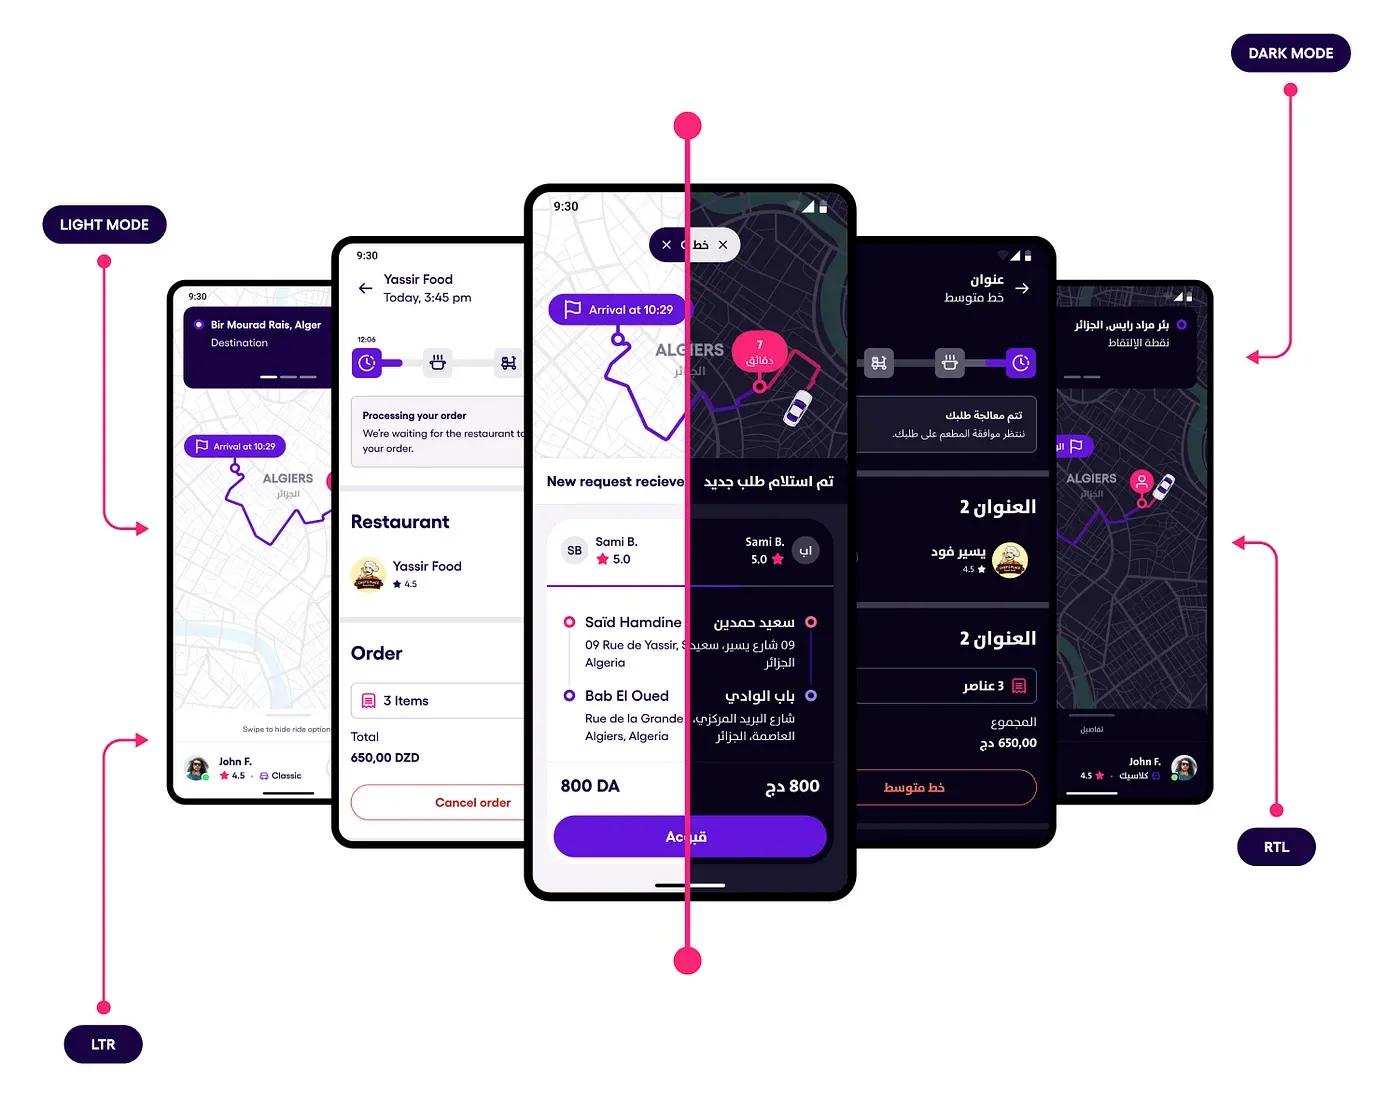 DARK MODE
LIGHT MODE
9:30
Bir Mourad Rais, Alger
Destination
Arrival at 10:29
ALGIERS
الجزائر
Swipe to hide ride option
John F.
4.5 · Classic
9:30
Yassir Food
Today, 3:45 pm
12:06
Processing your order
We're waiting for the restaurant to
your order.
Restaurant
Yassir Food
4.5
Order
3 Items
Total
650,00 DZD
Cancel order
9:30
خط
Arrival at 10:29
ALGIERS
7
دقائق
New request recieve
تم استلام طلب جديد
SB
Sami B.
5.0
Sami B.
5.0
اب
Saïd Hamdine
09 Rue de Yassir, S
Algeria
Bab El Oued
Rue de la Grande
Algiers, Algeria
800 DA
سعيد حمدين
09 شارع يسير، سعيد
الجزائر
باب الوادي
شارع البريد المركزي،
العاصمة، الجزائر
800 دج
عنوان
خط متوسط
تتم معالجة طلبك
ننتظر موافقة المطعم على طلبك.
العنوان 2
يسير فود
4.5
العنوان 2
3 عناصر
المجموع
650,00 دج
خط متوسط
بئر مراد رايس, الجزائر
نقطة الإلتقاط
ALGIERS
الجزائر
تفاصيل
John F.
كلاسيك · 4.5
RTL
LTR